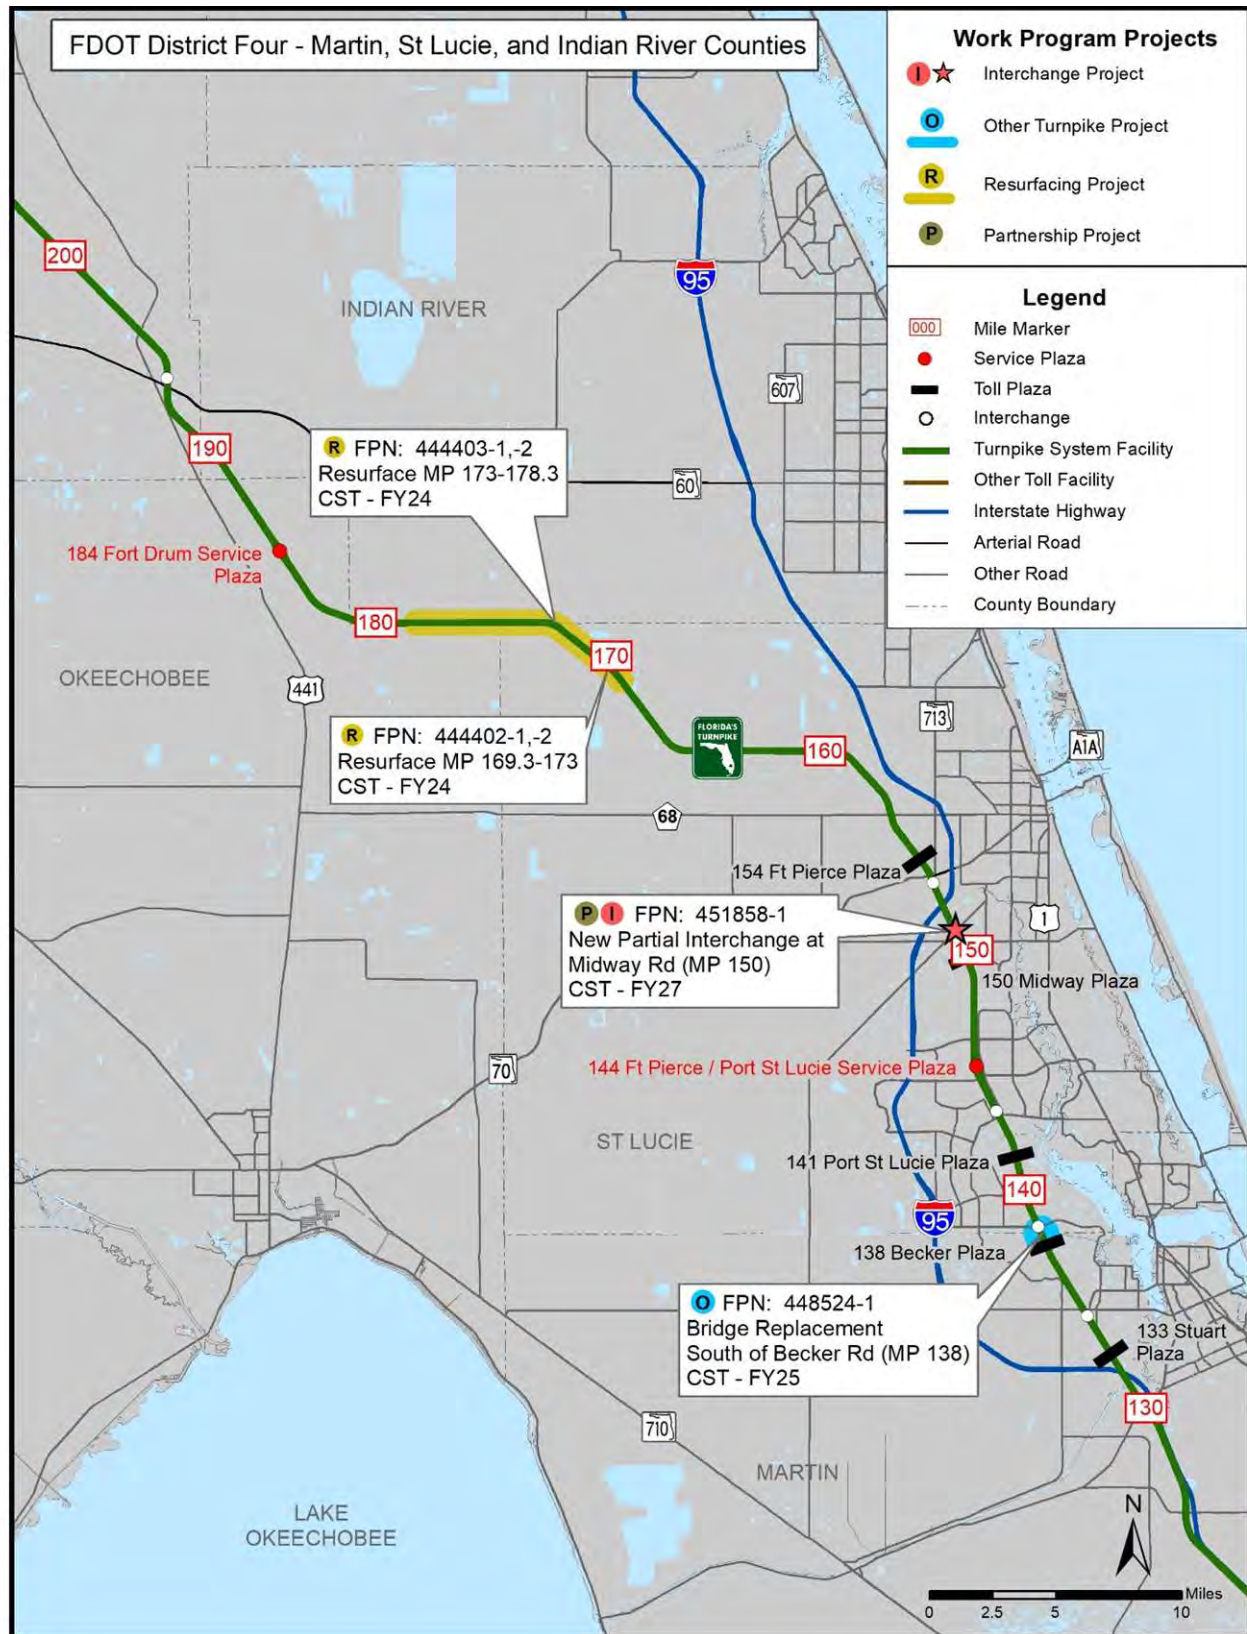 FDOT District Four - Martin, St Lucie, and Indian River Counties
Work Program Projects
I Interchange Project
O
Other Turnpike Project
R
Resurfacing Project
P Partnership Project
Legend
000 Mile Marker
Service Plaza
Toll Plaza
Interchange
Turnpike System Facility
Other Toll Facility
Interstate Highway
Arterial Road
Other Road
County Boundary
200
95
INDIAN RIVER
607
190
R FPN: 444403-1,-2
Resurface MP 173-178.3
CST - FY24
60
184 Fort Drum Service
Plaza
180
170
OKEECHOBEE
441
713
FLORIDA'S
TURNPIKE
160
A1A
R FPN: 444402-1,-2
Resurface MP 169.3-173
CST - FY24
68
154 Ft Pierce Plaza
P I FPN: 451858-1
New Partial Interchange at
Midway Rd (MP 150)
CST - FY27
1
150
150 Midway Plaza
70
144 Ft Pierce / Port St Lucie Service Plaza
ST LUCIE
141 Port St Lucie Plaza
140
95
138 Becker Plaza
O FPN: 448524-1
Bridge Replacement
South of Becker Rd (MP 138)
CST - FY25
133 Stuart
Plaza
130
710
MARTIN
LAKE
OKEECHOBEE
N
Miles
0 2.5 5 10